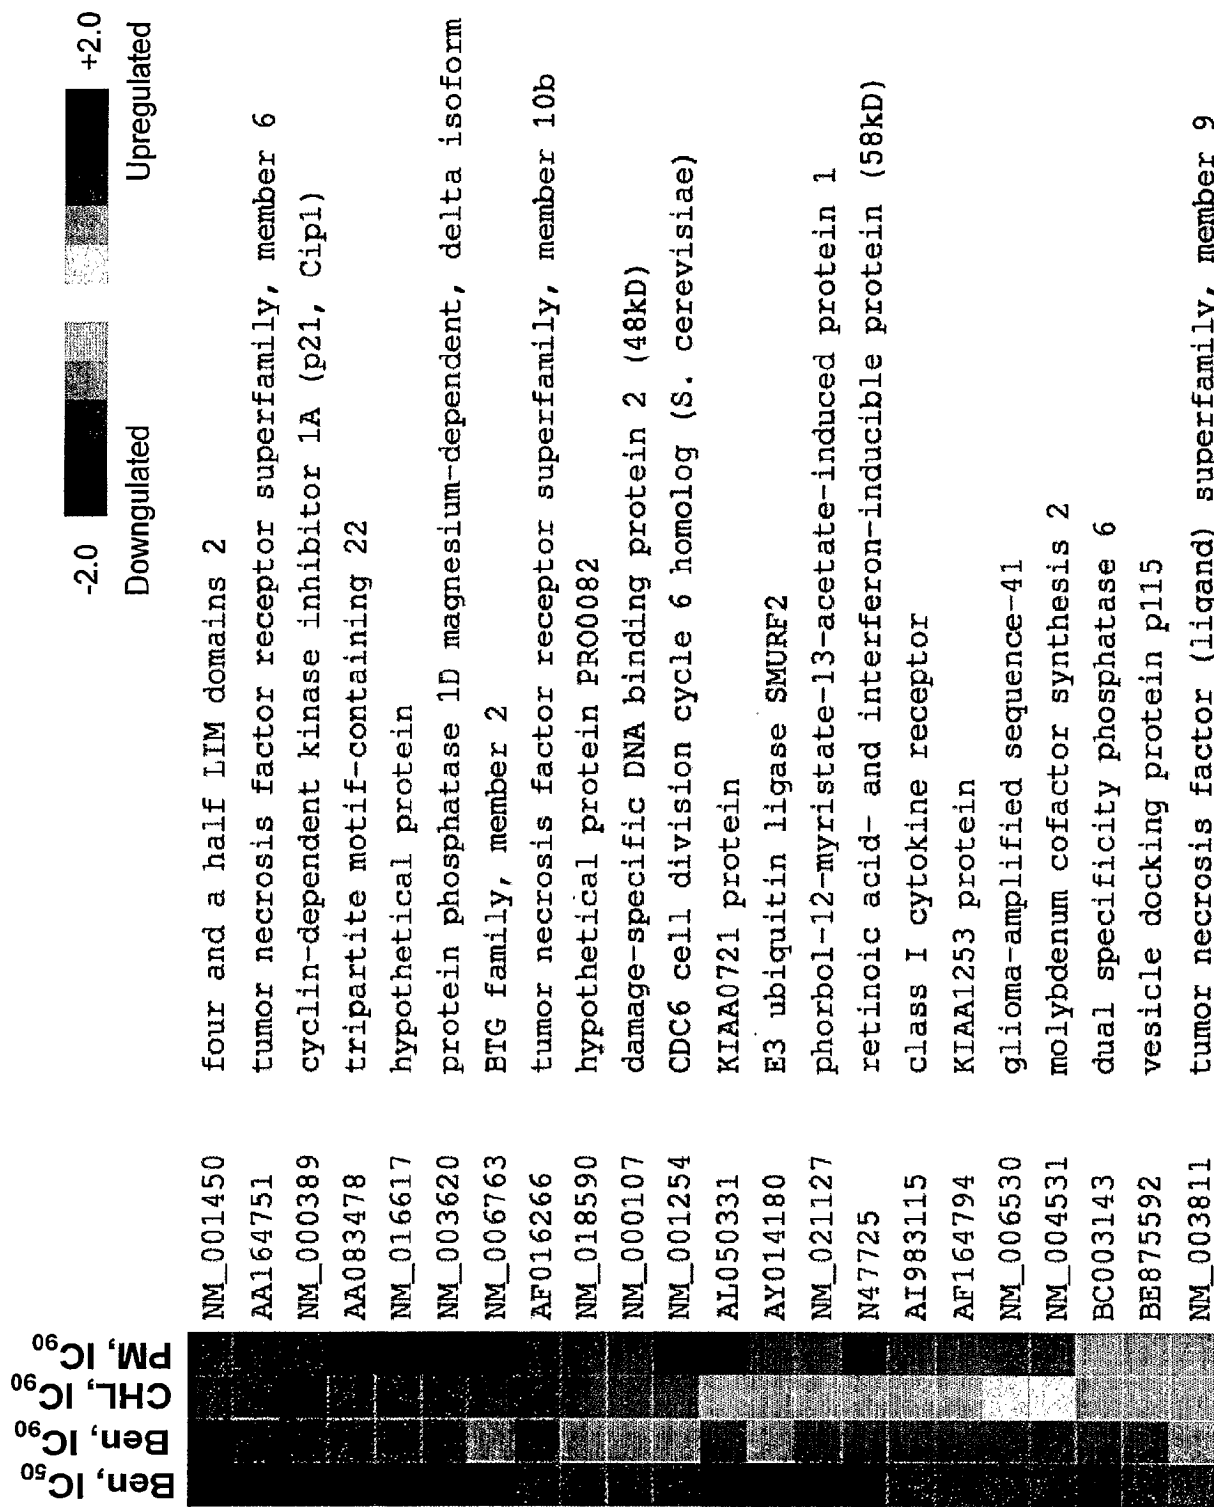 -2.0 +2.0
Downgulated Upregulated
PM, IC90
CHL, IC90
Ben, IC90
Ben, IC50
NM_001450 four and a half LIM domains 2
AA164751 tumor necrosis factor receptor superfamily, member 6
NM_000389 cyclin-dependent kinase inhibitor 1A (p21, Cip1)
AA083478 tripartite motif-containing 22
NM_016617 hypothetical protein
NM_003620 protein phosphatase 1D magnesium-dependent, delta isoform
NM_006763 BTG family, member 2
AF016266 tumor necrosis factor receptor superfamily, member 10b
NM_018590 hypothetical protein PRO0082
NM_000107 damage-specific DNA binding protein 2 (48kD)
NM_001254 CDC6 cell division cycle 6 homolog (S. cerevisiae)
AL050331 KIAA0721 protein
AY014180 E3 ubiquitin ligase SMURF2
NM_021127 phorbol-12-myristate-13-acetate-induced protein 1
N47725 retinoic acid- and interferon-inducible protein (58kD)
AI983115 class I cytokine receptor
AF164794 KIAA1253 protein
NM_006530 glioma-amplified sequence-41
NM_004531 molybdenum cofactor synthesis 2
BC003143 dual specificity phosphatase 6
BE875592 vesicle docking protein p115
NM_003811 tumor necrosis factor (ligand) superfamily, member 9